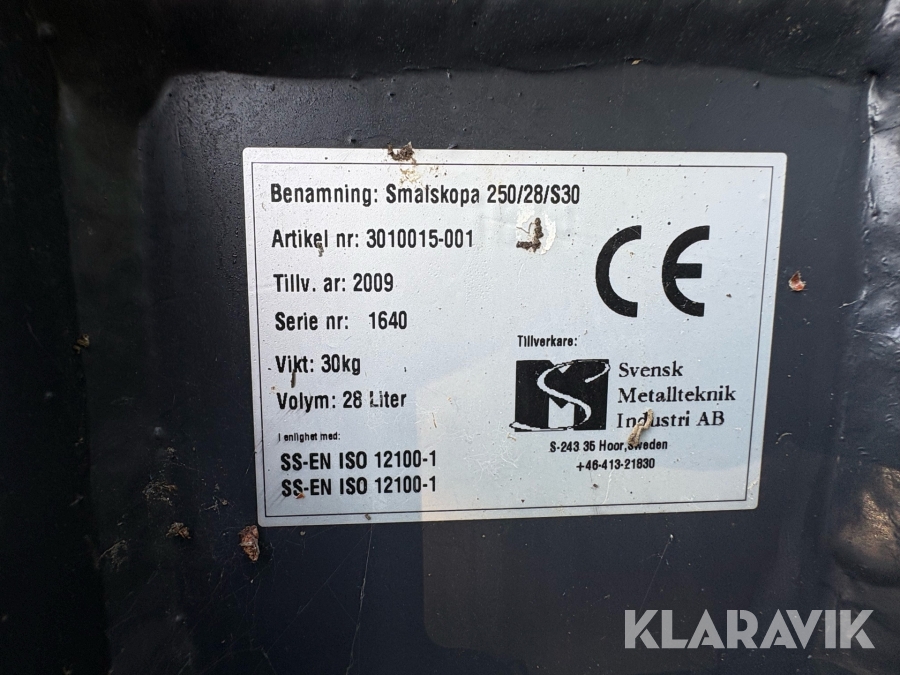 Benamning: Smalskopa 250/28/S30
Artikel nr: 3010015-001
Tillv. ar: 2009
Serie nr: 1640
Vikt: 30kg
Volym: 28 Liter
I enlighet med:
SS-EN ISO 12100-1
SS-EN ISO 12100-1
CE
Tillverkare:
MS
Svensk
Metallteknik
Industri AB
S-243 35 Hoor,Sweden
+46-413-21830
KLARAVIK